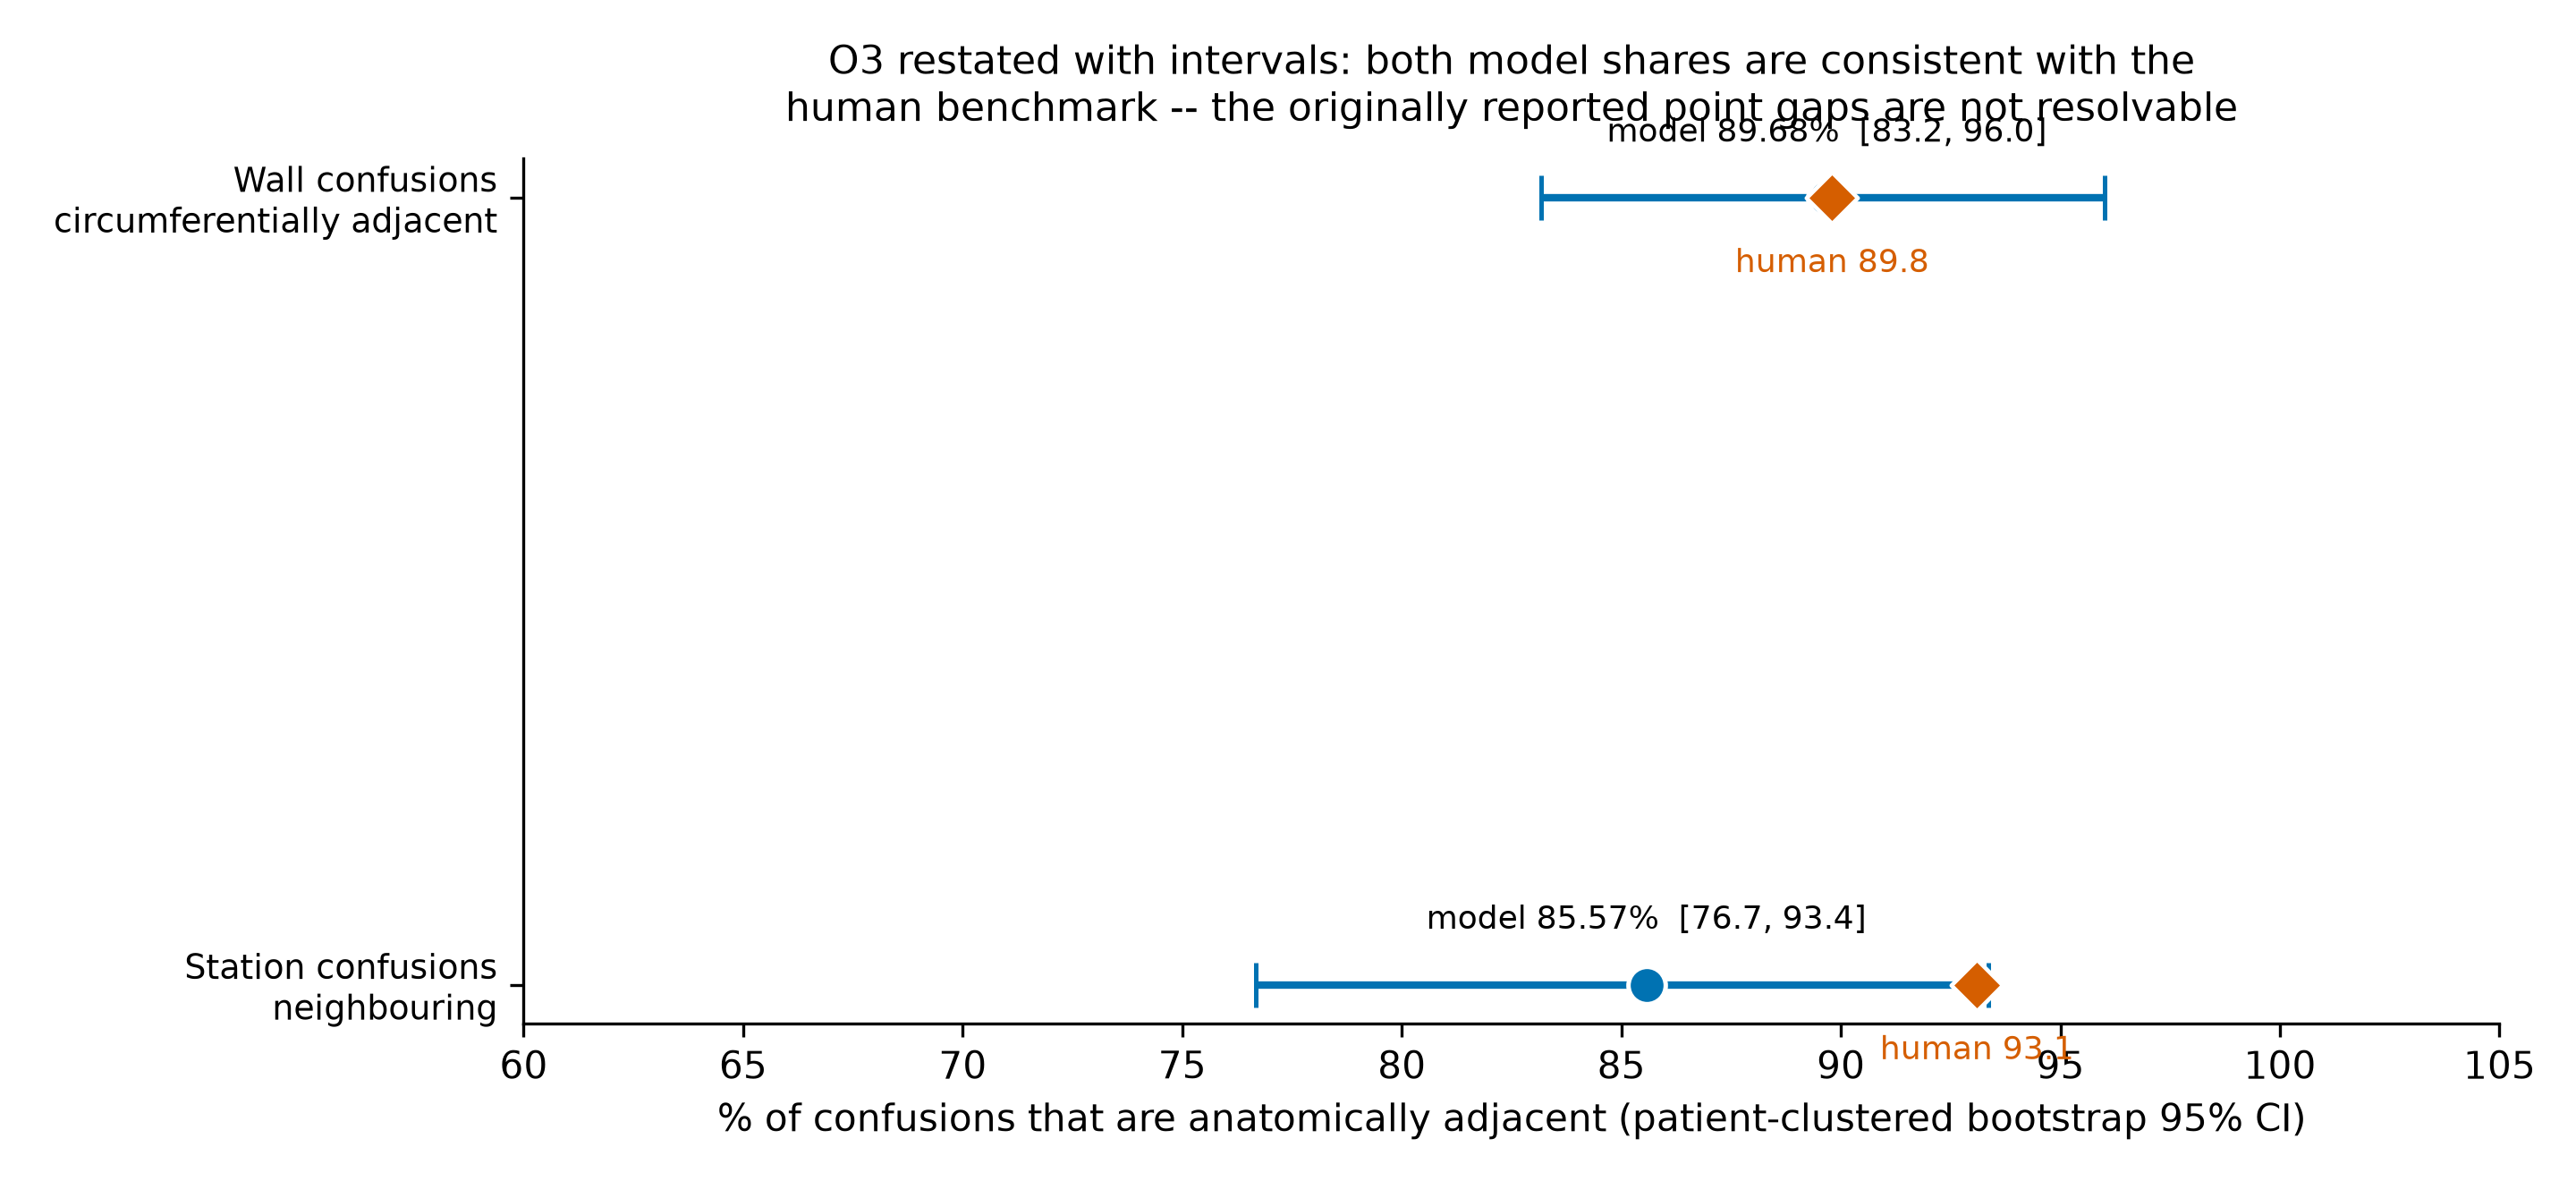 O3 restated with intervals: both model shares are consistent with the
human benchmark -- the originally reported point gaps are not resolvable
model 89.68%  [83.2, 96.0]
Wall confusions
circumferentially adjacent
human 89.8
model 85.57%  [76.7, 93.4]
Station confusions
neighbouring
human 93.1
60 65 70 75 80 85 90 95 100 105
% of confusions that are anatomically adjacent (patient-clustered bootstrap 95% CI)